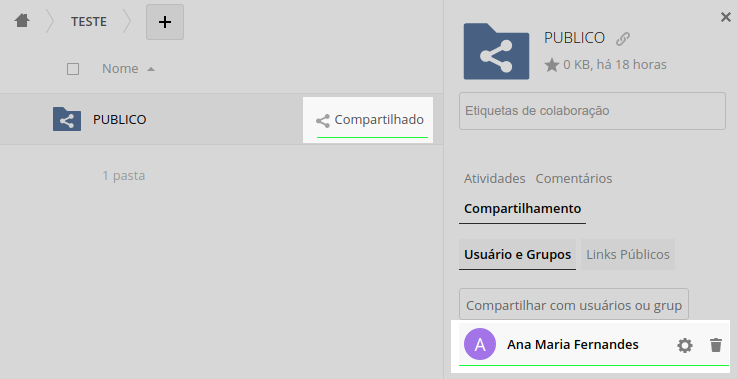 TESTE
Nome
PUBLICO
Compartilhado
1 pasta
PUBLICO
0 KB, há 18 horas
Etiquetas de colaboração
Atividades Comentários
Compartilhamento
Usuário e Grupos Links Públicos
Compartilhar com usuários ou grup
A Ana Maria Fernandes